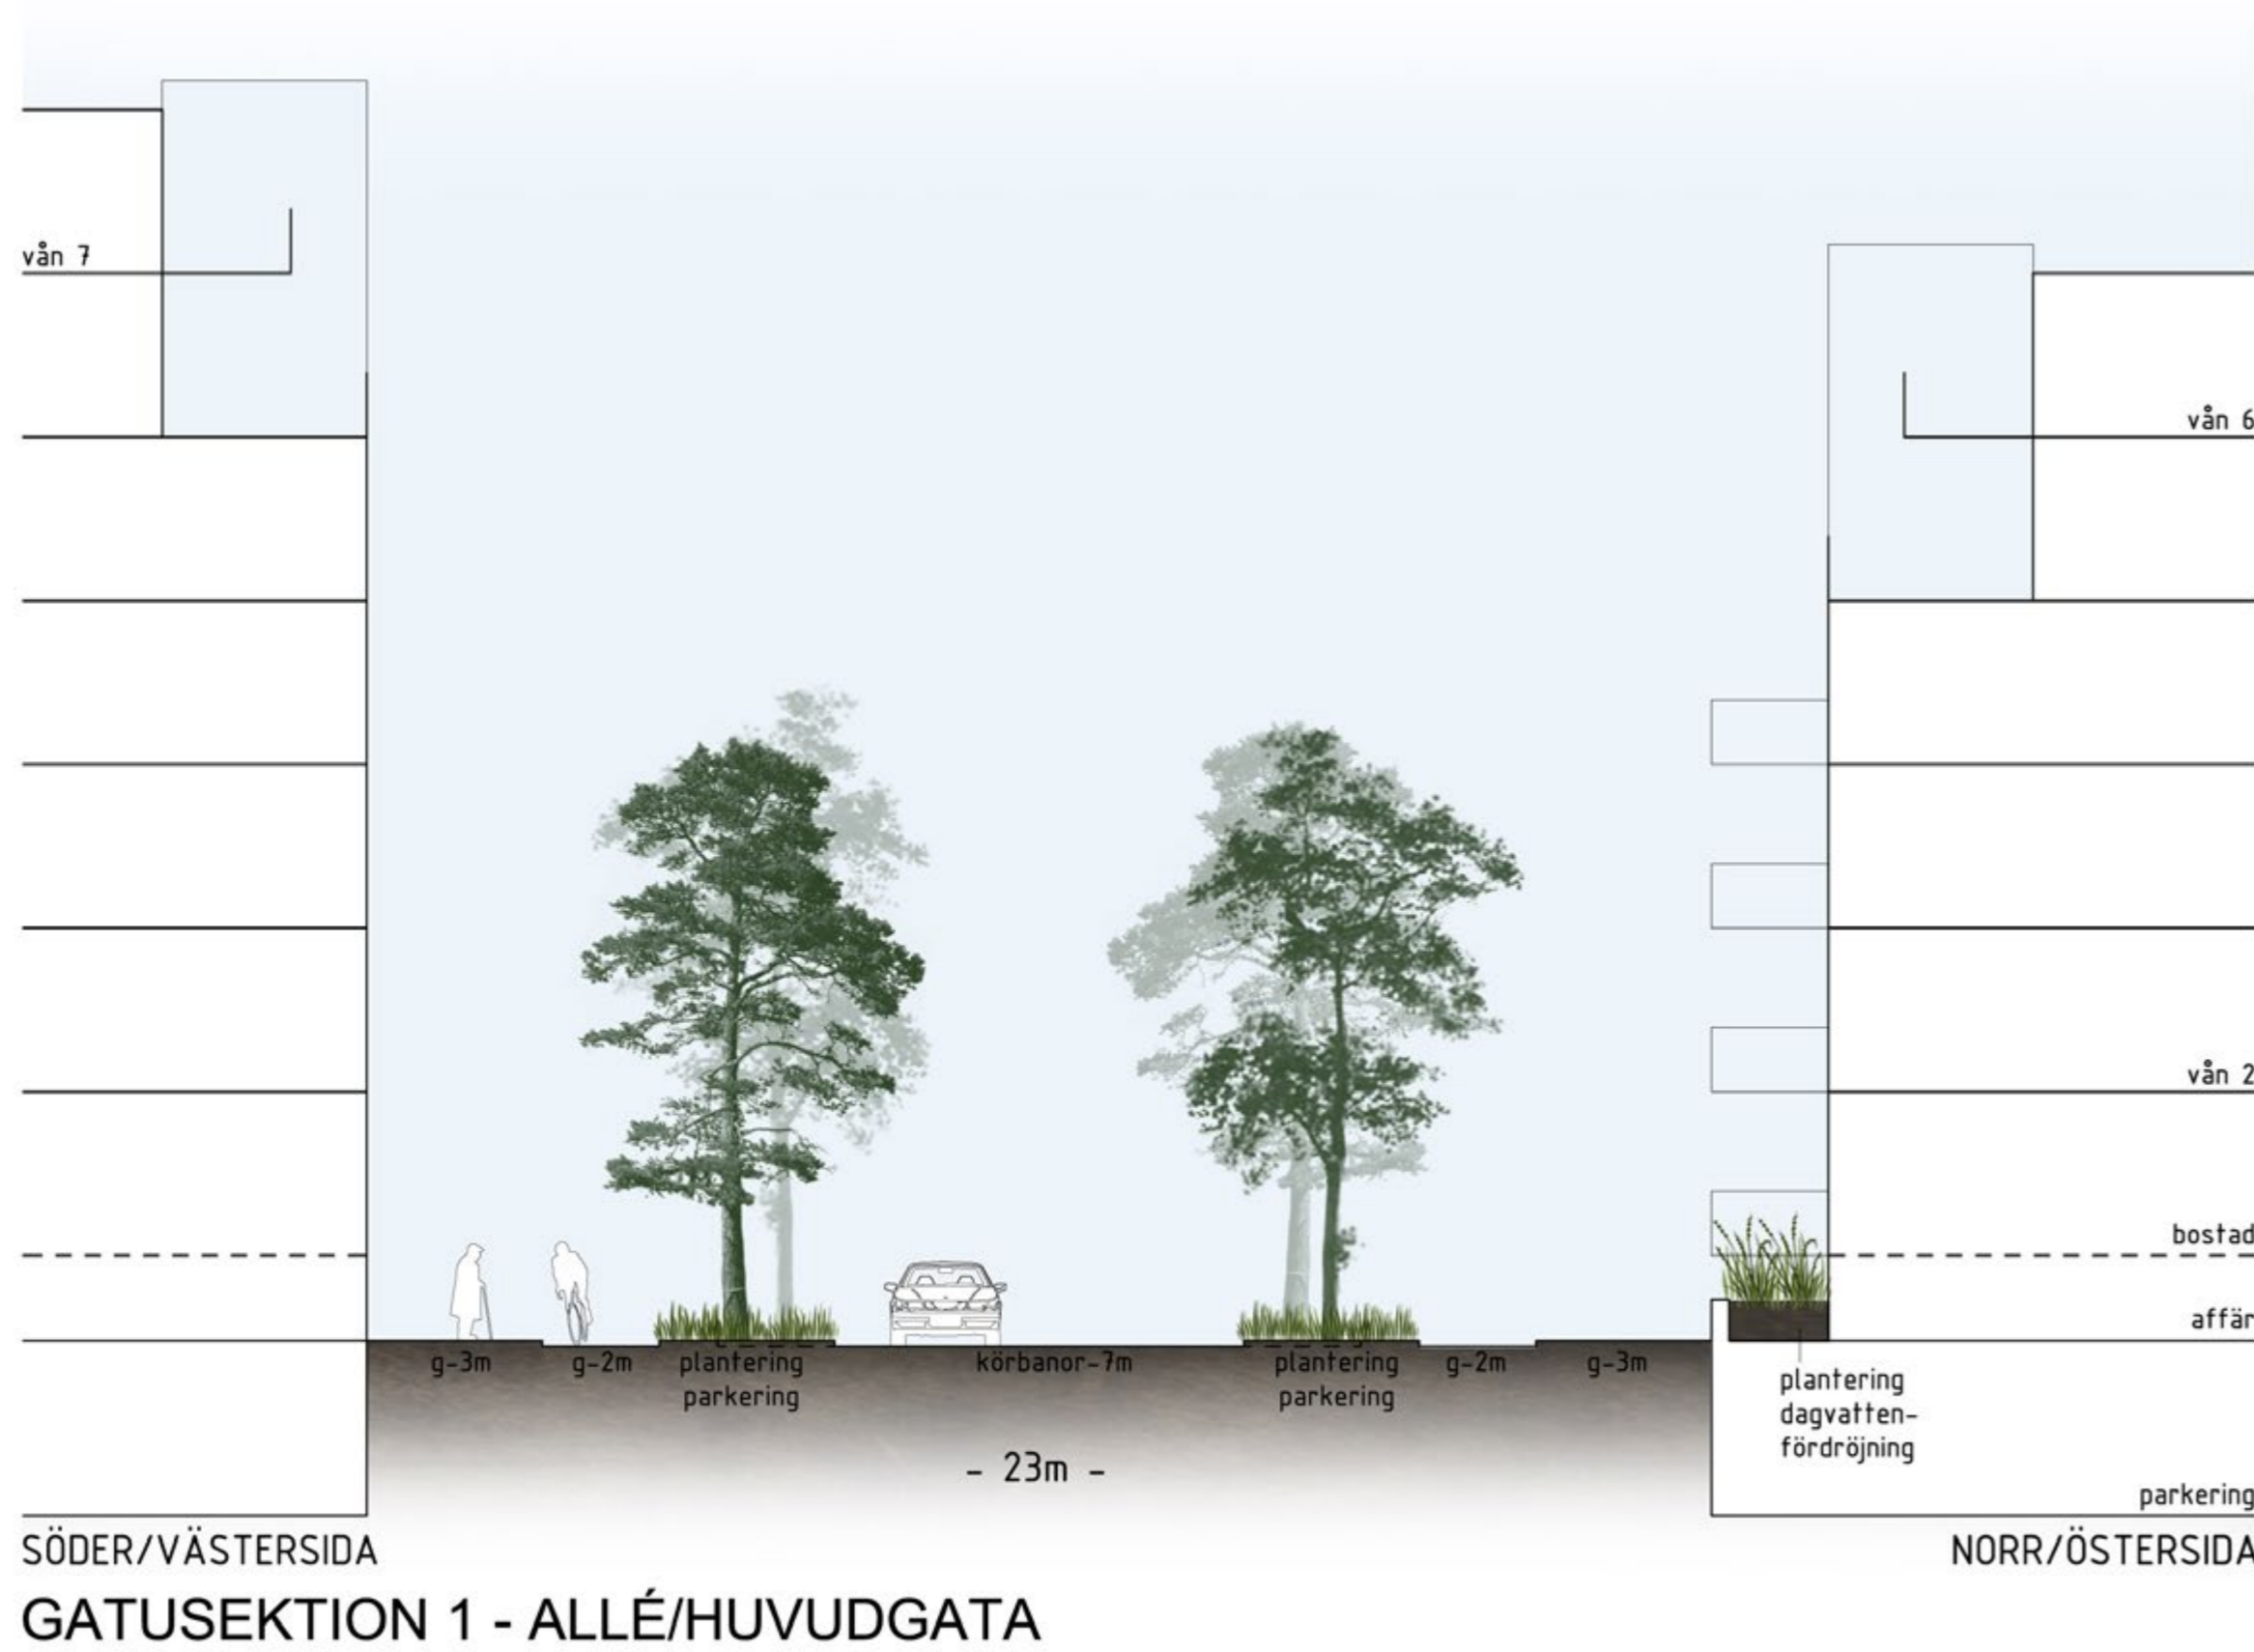 vån 7
vån 6
vån 2
bostad
affär
g-3m
g-2m
plantering
parkering
körbanor-7m
plantering
parkering
g-2m
g-3m
plantering
dagvatten-
fördröjning
- 23m -
parkering
SÖDER/VÄSTERSIDA
NORR/ÖSTERSIDA
GATUSEKTION 1 - ALLÉ/HUVUDGATA